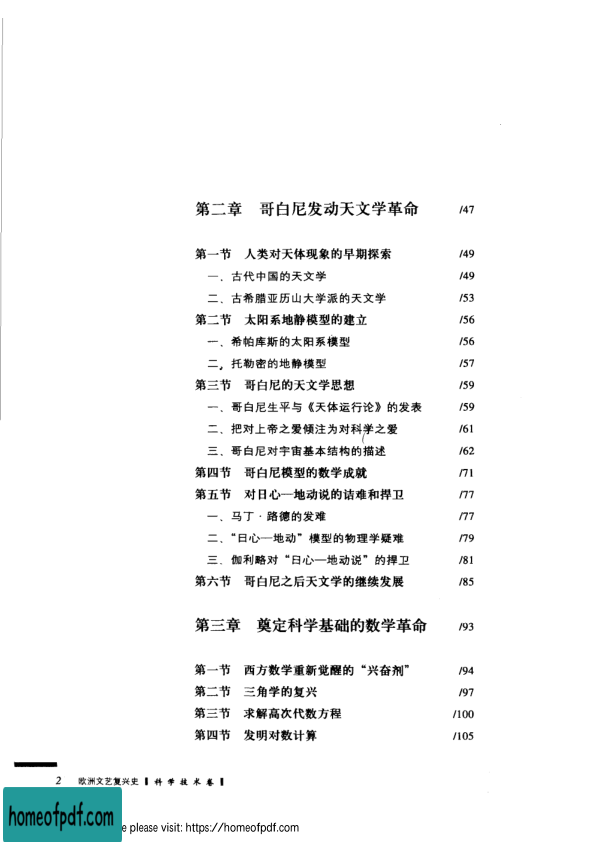 第二章 哥白尼发动天文学革命 /47
第一节 人类对天体现象的早期探索 /49
一．古代中国的天文学 /49
二．古希腊亚历山大学派的天文学 /53
第二节 太阳系地静模型的建立 /56
一．希帕库斯的太阳系模型 /56
二．托勒密的地静模型 /57
第三节 哥白尼的天文学思想 /59
一．哥白尼生平与《天体运行论》的发表 /59
二．把对上帝之爱倾注为对科学之爱 /61
三．哥白尼对宇宙基本结构的描述 /62
第四节 哥白尼模型的数学成就 /71
第五节 对日心—地动说的诘难和捍卫 /77
一．马丁·路德的发难 /77
二．“日心—地动”模型的物理学疑难 /79
三．伽利略对“日心—地动说”的捍卫 /81
第六节 哥白尼之后天文学的继续发展 /85
第三章 奠定科学基础的数学革命 /93
第一节 西方数学重新觉醒的“兴奋剂” /94
第二节 三角学的复兴 /97
第三节 求解高次代数方程 /100
第四节 发明对数计算 /105
2 欧洲文艺复兴史 ▌科学技术卷▐
homeofpdf.com
e please visit: https://homeofpdf.com